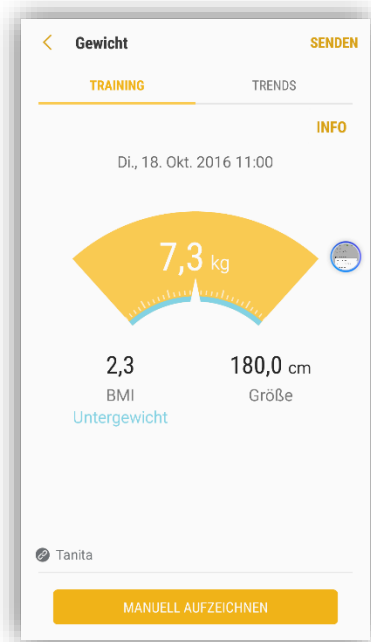 Gewicht
SENDEN
TRAINING
TRENDS
INFO
Di., 18. Okt. 2016 11:00
7,3 kg
2,3
180,0 cm
BMI
Größe
Untergewicht
Tanita
MANUELL AUFZEICHNEN